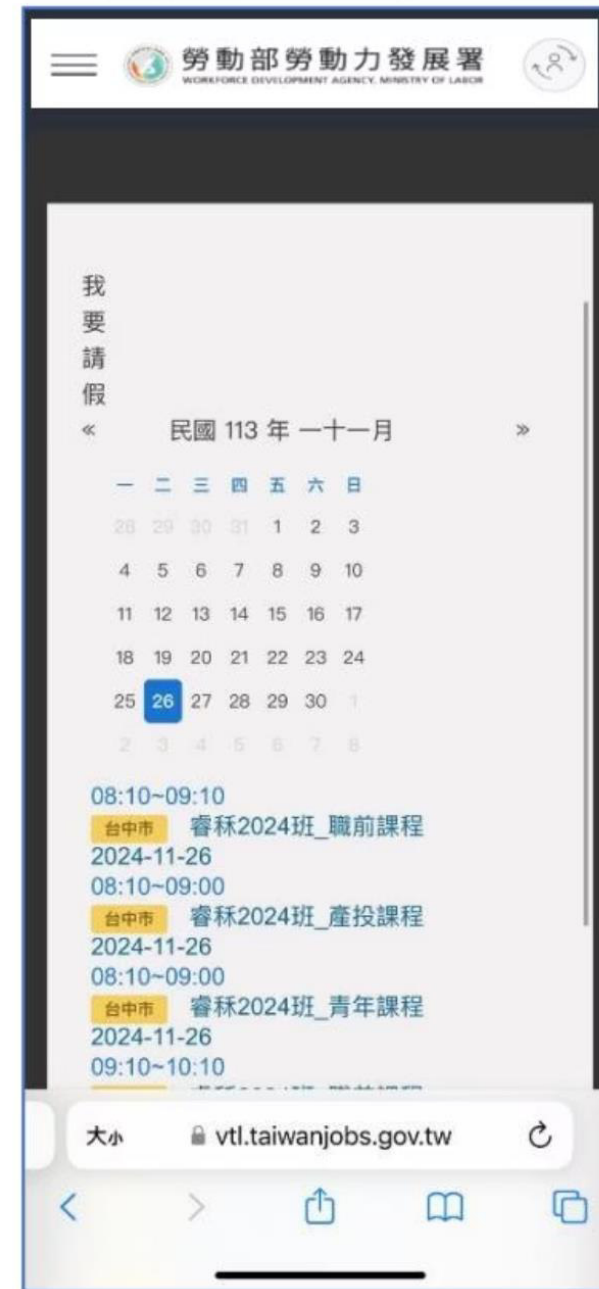 勞動部勞動力發展署
WORKFORCE DEVELOPMENT AGENCY, MINISTRY OF LABOR
我
要
請
假
« 民國 113 年 一十一月 »
一 二 三 四 五 六 日
28 29 30 31 1 2 3
4 5 6 7 8 9 10
11 12 13 14 15 16 17
18 19 20 21 22 23 24
25 26 27 28 29 30 1
2 3 4 5 6 7 8
08:10~09:10
台中市 睿秝2024班_職前課程
2024-11-26
08:10~09:00
台中市 睿秝2024班_產投課程
2024-11-26
08:10~09:00
台中市 睿秝2024班_青年課程
2024-11-26
09:10~10:10
大小 vtl.taiwanjobs.gov.tw